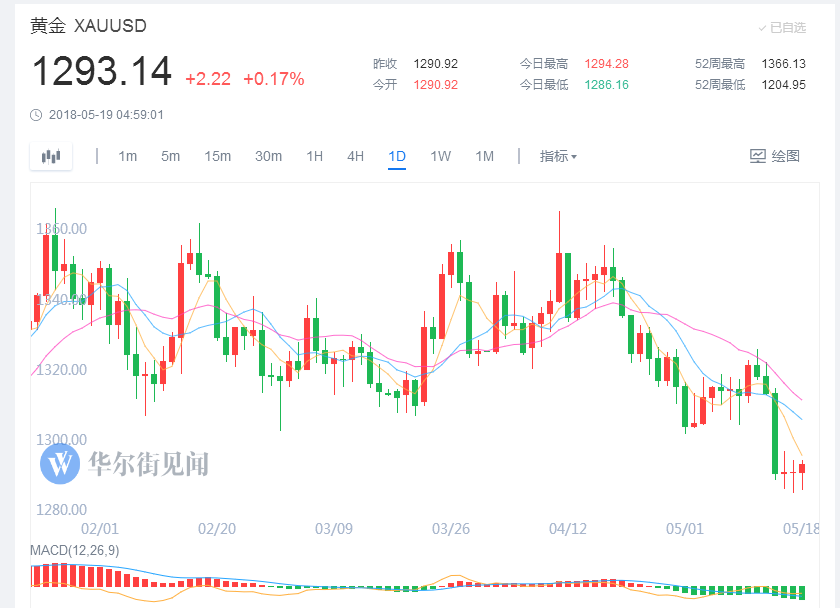 黄金 XAUUSD
已自选
1293.14 +2.22 +0.17%
昨收 1290.92 今日最高 1294.28 52周最高 1366.13
今开 1290.92 今日最低 1286.16 52周最低 1204.95
2018-05-19 04:59:01
1m 5m 15m 30m 1H 4H 1D 1W 1M 指标 绘图
1360.00
1340.00
1320.00
1300.00
W 华尔街见闻
1280.00
02/01 02/20 03/09 03/26 04/12 05/01 05/18
MACD(12,26,9)